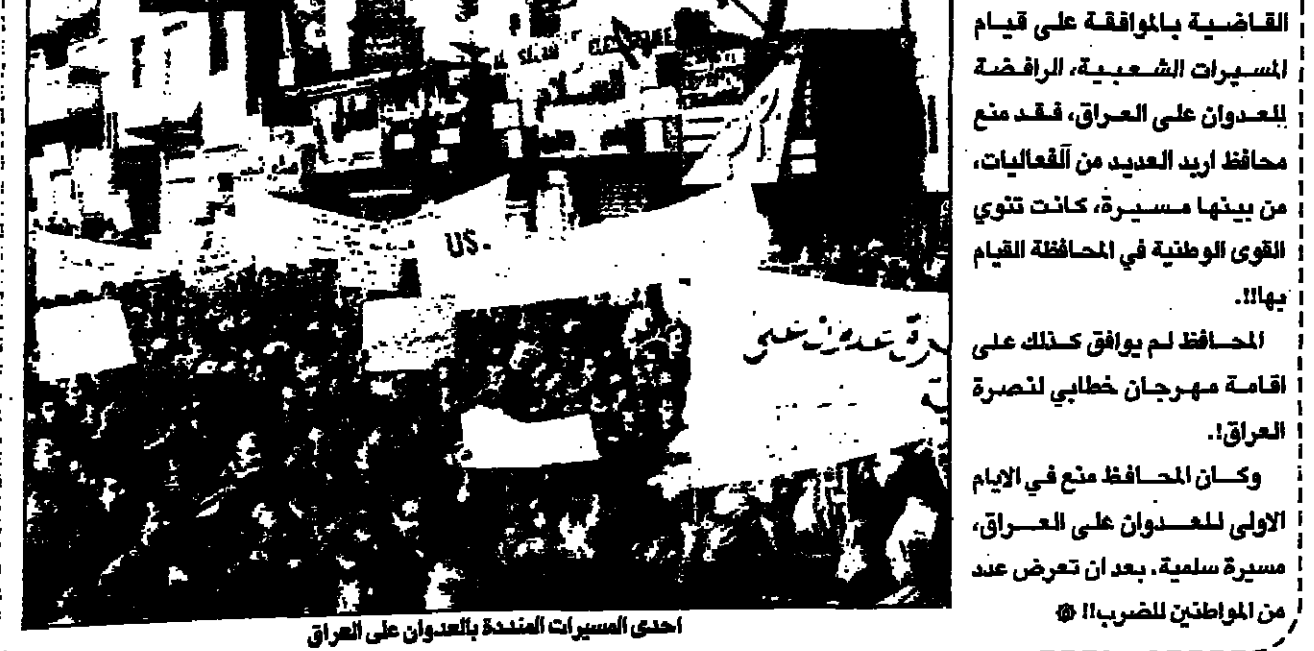 القاضية بالموافقة على قيام
المسيرات الشعبية، الرافضة
للعدوان على العراق، فقد منع
محافظ اربد العديد من الفعاليات،
من بينها مسيرة، كانت تنوي
القوى الوطنية في المحافظة القيام
بها!!.
المحافظ لم يوافق كذلك على
اقامة مهرجان خطابي لنصرة
العراق!.
وكان المحافظ منع في الايام
الاولى للعدوان على العراق،
مسيرة سلمية، بعد ان تعرض عدد
من المواطنين للضرب!!
US.
على
احدى المسيرات المنددة بالعدوان على العراق